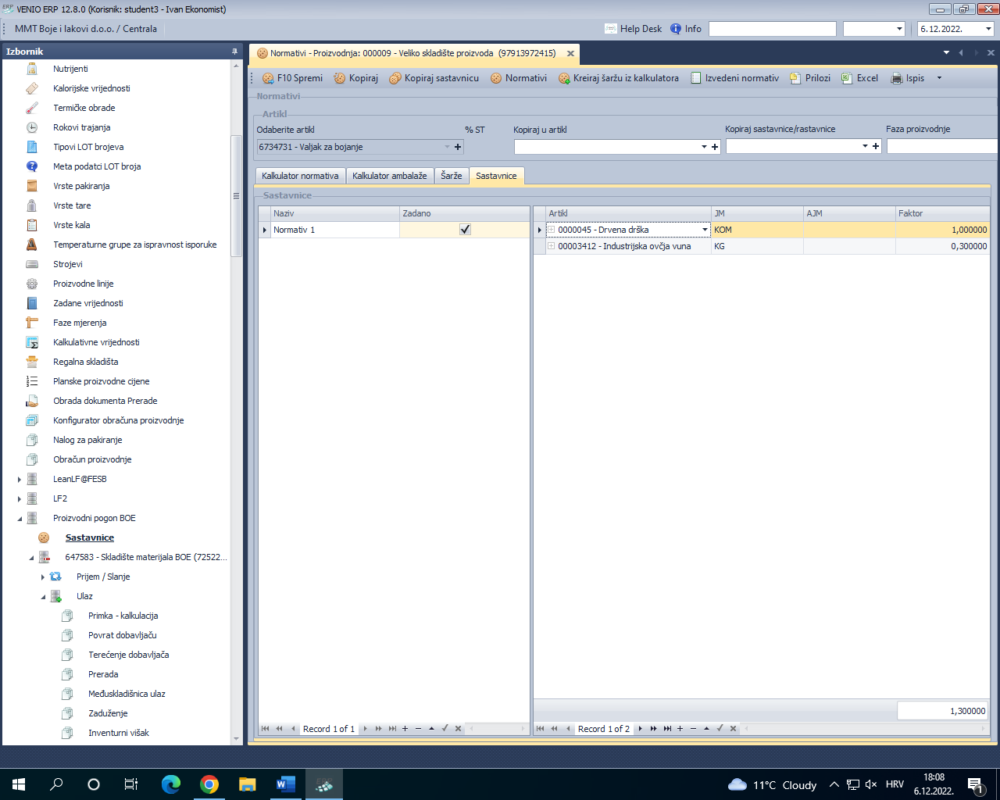 ERP VENIO ERP 12.8.0 (Korisnik: student3 - Ivan Ekonomist)
MMT Boje i lakovi d.o.o. / Centrala
Help Desk Info 6.12.2022.
Izbornik
Nutrijenti
Kalorijske vrijednosti
Termičke obrade
Rokovi trajanja
Tipovi LOT brojeva
Meta podatci LOT broja
Vrste pakiranja
Vrste tare
Vrste kala
Temperaturne grupe za ispravnost isporuke
Strojevi
Proizvodne linije
Zadane vrijednosti
Faze mjerenja
Kalkulativne vrijednosti
Regalna skladišta
Planske proizvodne cijene
Obrada dokumenta Prerade
Konfigurator obračuna proizvodnje
Nalog za pakiranje
Obračun proizvodnje
LeanLF@FESB
LF2
Proizvodni pogon BOE
Sastavnice
647583 - Skladište materijala BOE (72522...
Prijem / Slanje
Ulaz
Primka - kalkulacija
Povrat dobavljaču
Terećenje dobavljača
Prerada
Međuskladišnica ulaz
Zaduženje
Inventurni višak
Normativi - Proizvodnja: 000009 - Veliko skladište proizvoda (97913972415)
F10 Spremi Kopiraj Kopiraj sastavnicu Normativi Kreiraj šaržu iz kalkulatora Izvedeni normativ Prilozi Excel Ispis
Normativi
Artikl
Odaberite artikl % ST Kopiraj u artikl Kopiraj sastavnice/rastavnice Faza proizvodnje
6734731 - Valjak za bojanje
Kalkulator normativa Kalkulator ambalaže Šarže Sastavnice
Sastavnice
Naziv Zadano
Normativ 1
Artikl JM AJM Faktor
0000045 - Drvena drška KOM 1,000000
00003412 - Industrijska ovčja vuna KG 0,300000
1,300000
Record 1 of 1
Record 1 of 2
11°C Cloudy HRV 18:08
6.12.2022.
1